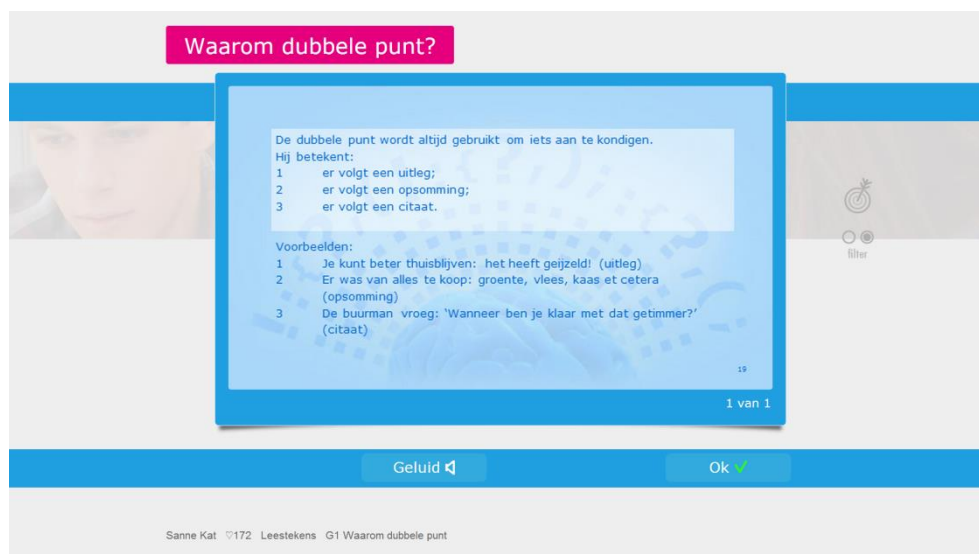 Waarom dubbele punt?
De dubbele punt wordt altijd gebruikt om iets aan te kondigen.
Hij betekent:
1 er volgt een uitleg;
2 er volgt een opsomming;
3 er volgt een citaat.
Voorbeelden:
1 Je kunt beter thuisblijven: het heeft geijzeld! (uitleg)
2 Er was van alles te koop: groente, vlees, kaas et cetera
(opsomming)
3 De buurman vroeg: ‘Wanneer ben je klaar met dat getimmer?’
(citaat)
19
1 van 1
filter
Geluid
Ok
Sanne Kat ♡172 Leestekens G1 Waarom dubbele punt